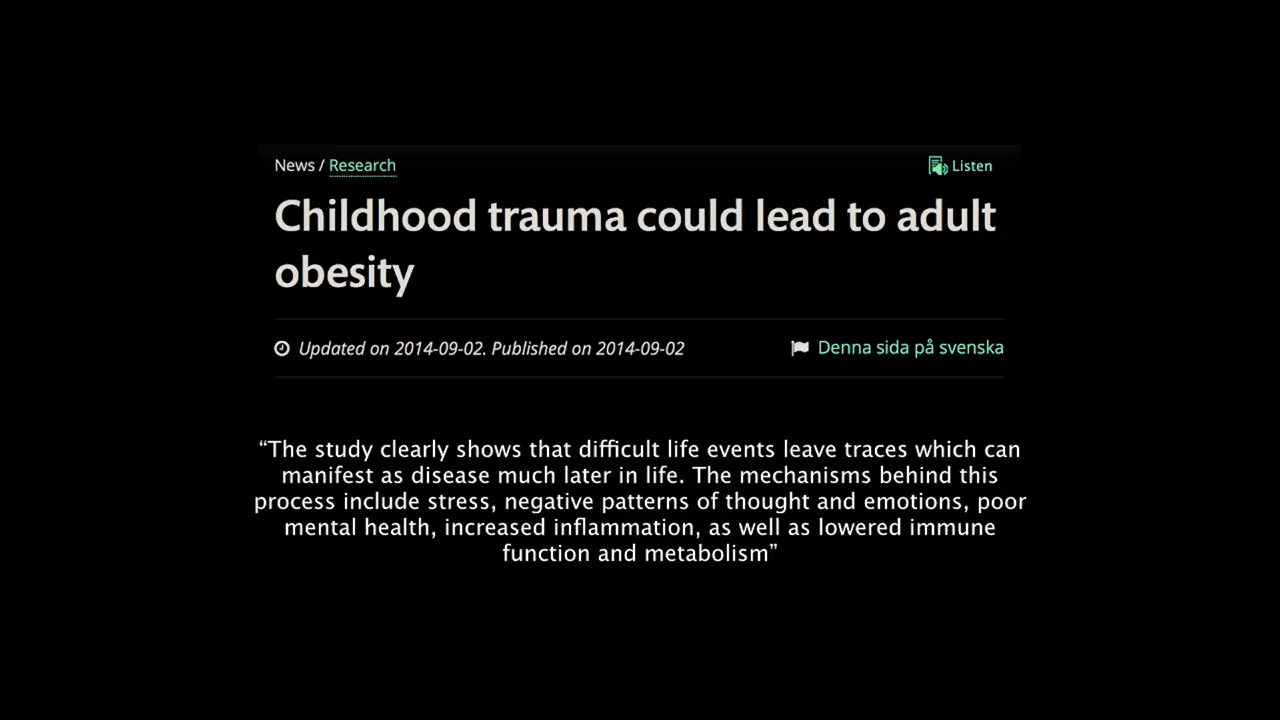 News / Research
Listen
Childhood trauma could lead to adult
obesity
Updated on 2014-09-02. Published on 2014-09-02
Denna sida på svenska
“The study clearly shows that difficult life events leave traces which can
manifest as disease much later in life. The mechanisms behind this
process include stress, negative patterns of thought and emotions, poor
mental health, increased inflammation, as well as lowered immune
function and metabolism”